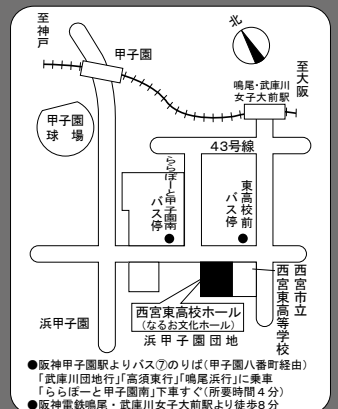 至神戸
甲子園
北
至大阪
鳴尾・武庫川
女子大前駅
甲子園
球場
43号線
ららぽーと甲子園南
バス停
東高校前
バス停
西宮市立
西宮東高等学校
西宮東高校ホール
(なるお文化ホール)
浜甲子園
浜甲子園団地
●阪神甲子園駅よりバス⑦のりば(甲子園八番町経由)
「武庫川団地行」「高須東行」「鳴尾浜行」に乗車
「ららぽーと甲子園南」下車すぐ(所要時間4分)
●阪神電鉄鳴尾・武庫川女子大前駅より徒歩8分